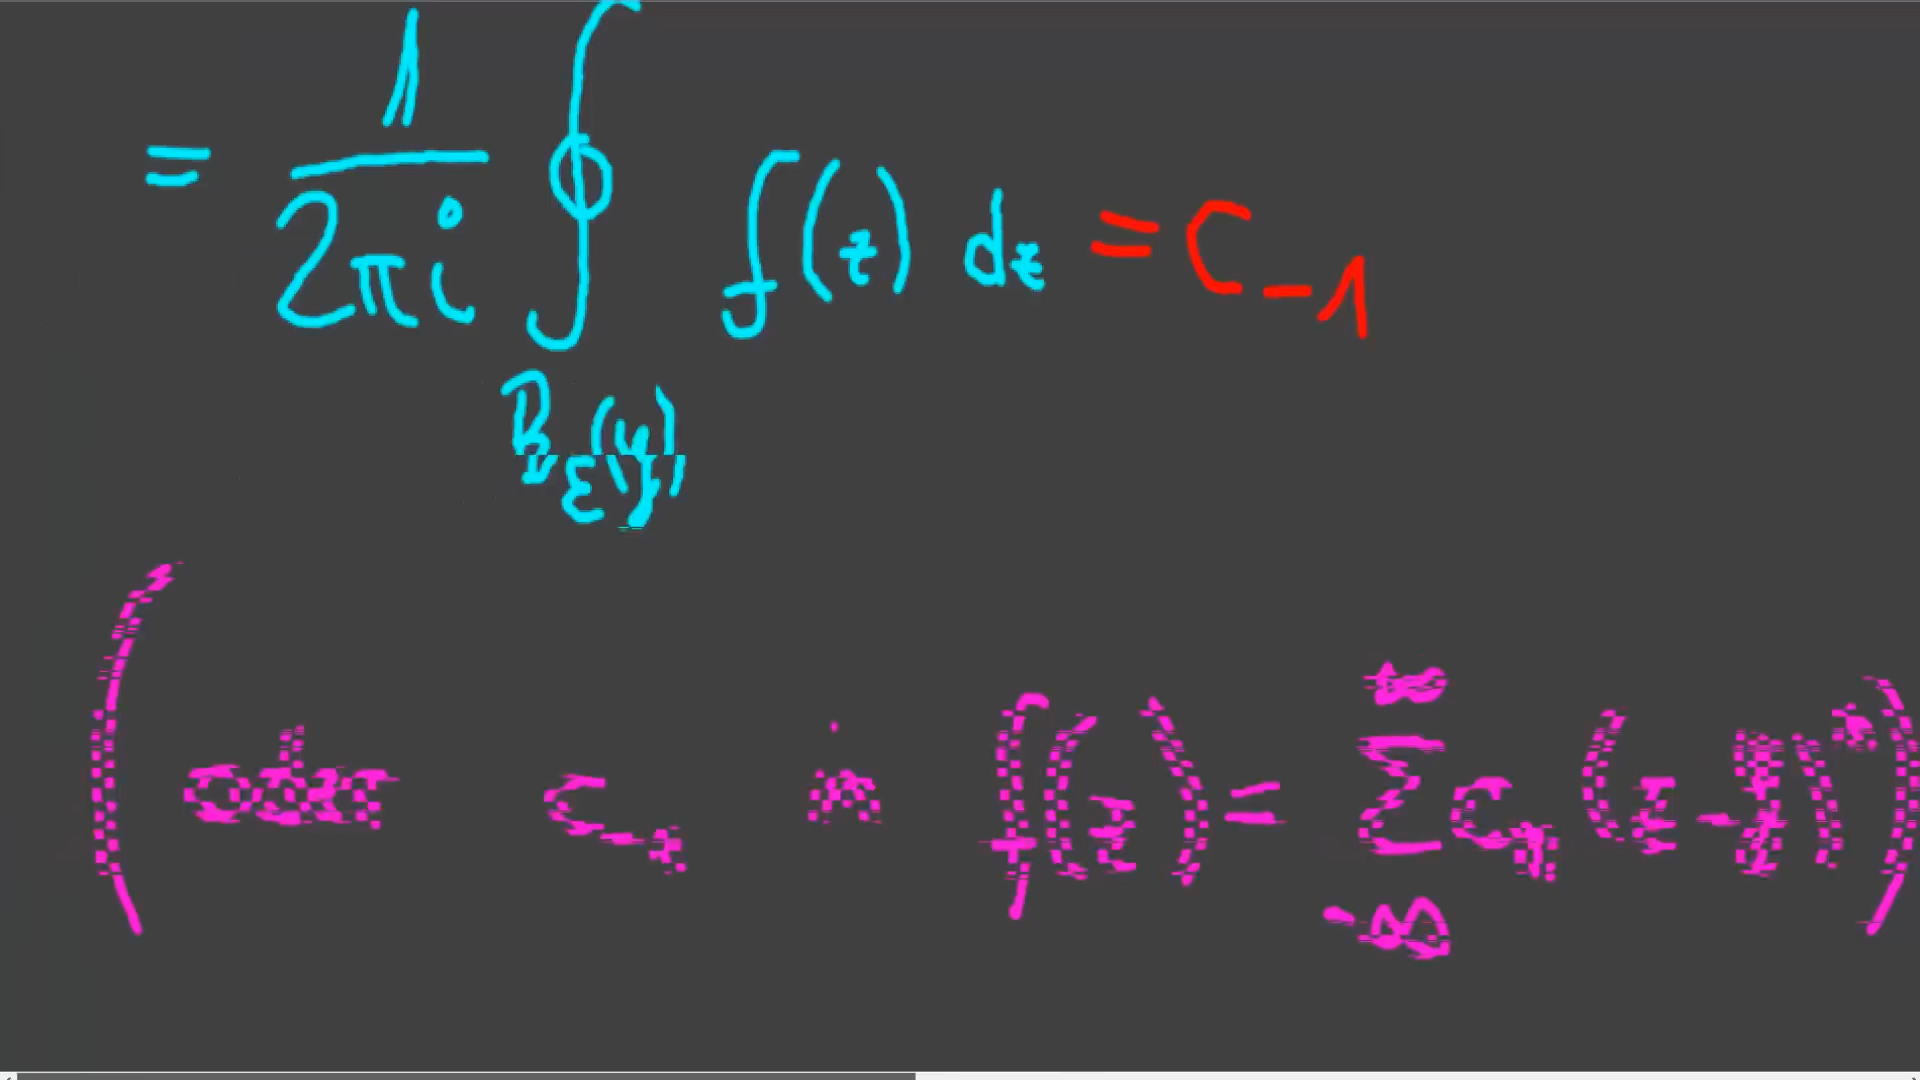 = 1/(2πi) ∮_{B_ε(y)} f(z) dz = C_{-1}
( oder c_{-1} in f(z) = ∑_{-∞}^{+∞} c_n (z-y)^n )